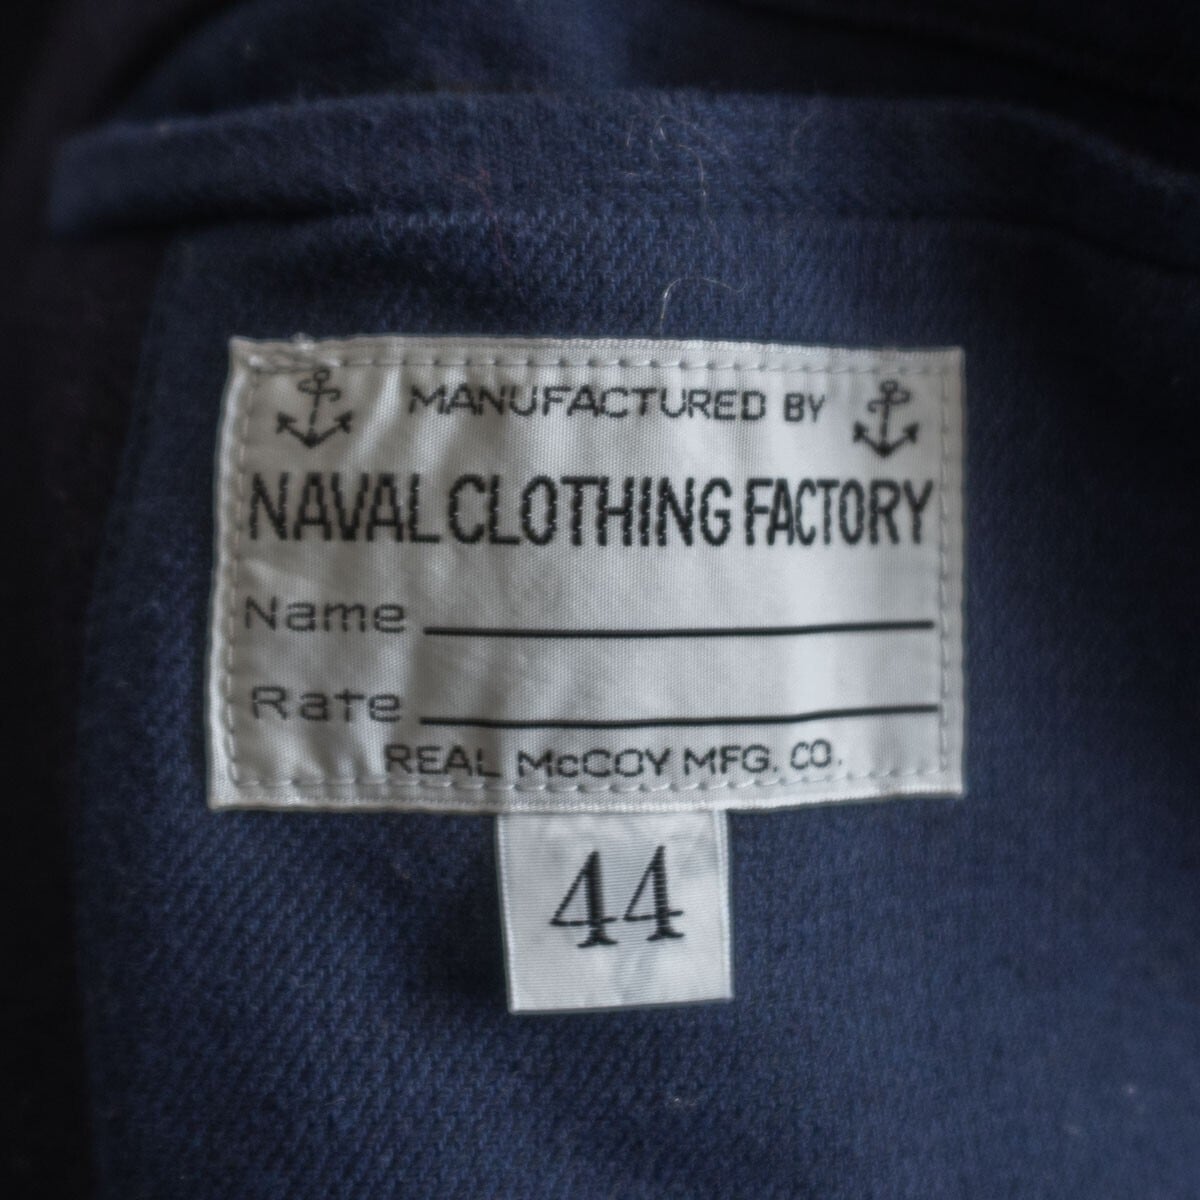 MANUFACTURED BY
NAVAL CLOTHING FACTORY
Name
Rate
REAL McCOY MFG. CO.
44